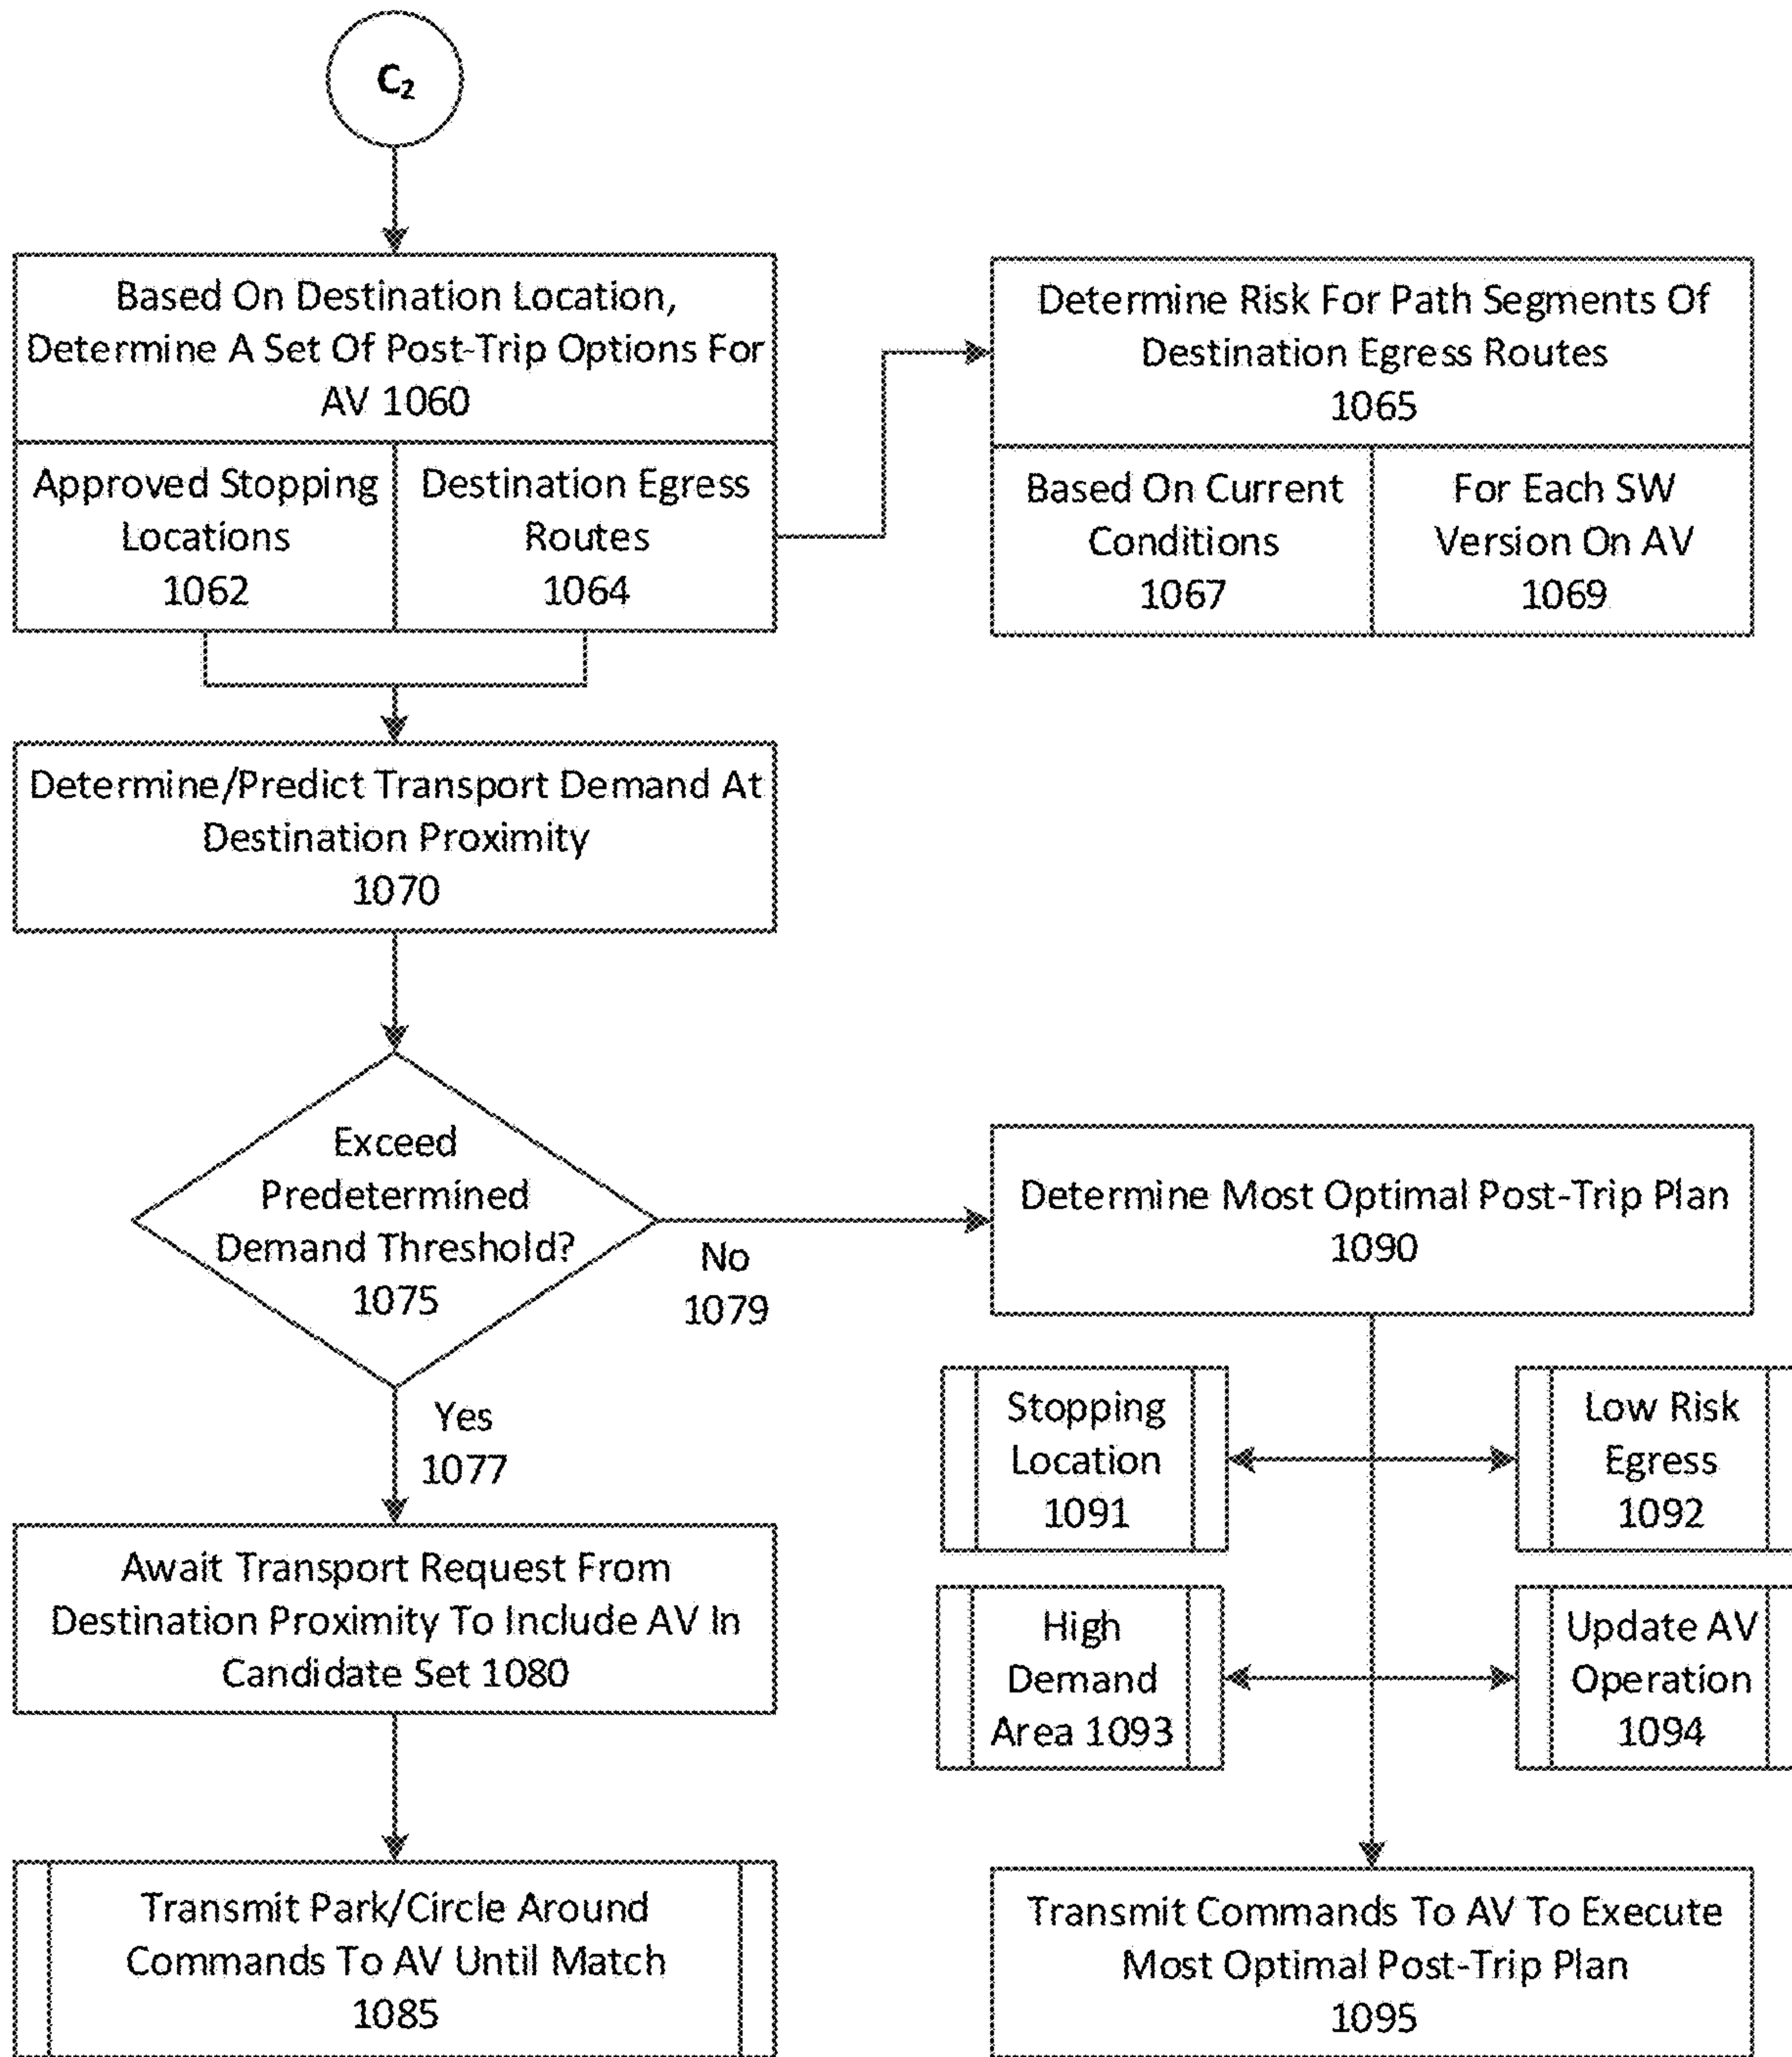 C₂
Based On Destination Location,
Determine A Set Of Post-Trip Options For
AV 1060
Approved Stopping
Locations
1062
Destination Egress
Routes
1064
Determine Risk For Path Segments Of
Destination Egress Routes
1065
Based On Current
Conditions
1067
For Each SW
Version On AV
1069
Determine/Predict Transport Demand At
Destination Proximity
1070
Exceed
Predetermined
Demand Threshold?
1075
No
1079
Yes
1077
Determine Most Optimal Post-Trip Plan
1090
Stopping
Location
1091
Low Risk
Egress
1092
High
Demand
Area 1093
Update AV
Operation
1094
Await Transport Request From
Destination Proximity To Include AV In
Candidate Set 1080
Transmit Park/Circle Around
Commands To AV Until Match
1085
Transmit Commands To AV To Execute
Most Optimal Post-Trip Plan
1095